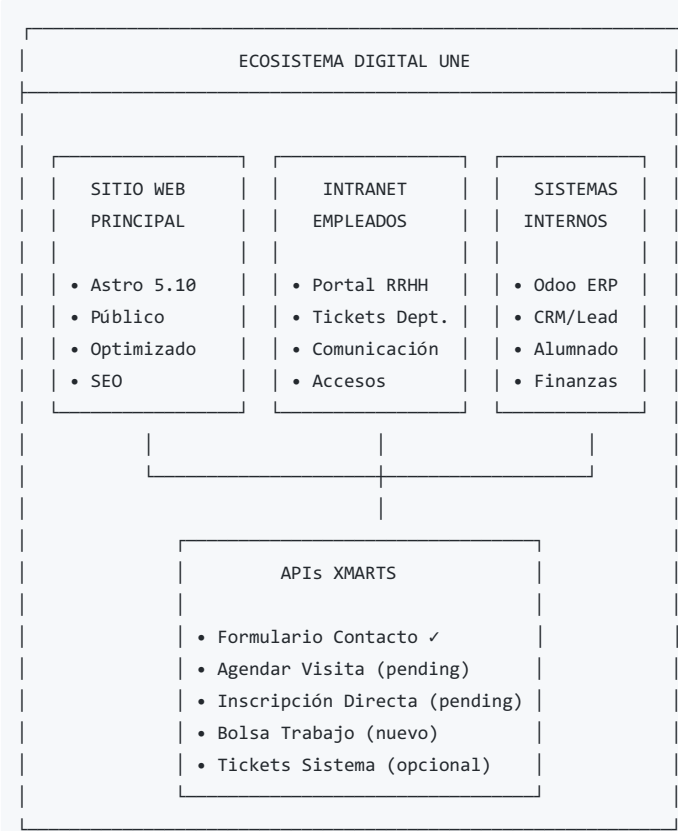 ECOSISTEMA DIGITAL UNE
SITIO WEB PRINCIPAL
• Astro 5.10
• Público
• Optimizado
• SEO
INTRANET EMPLEADOS
• Portal RRHH
• Tickets Dept.
• Comunicación
• Accesos
SISTEMAS INTERNOS
• Odoo ERP
• CRM/Lead
• Alumnado
• Finanzas
APIs XMARTS
• Formulario Contacto ✓
• Agendar Visita (pending)
• Inscripción Directa (pending)
• Bolsa Trabajo (nuevo)
• Tickets Sistema (opcional)